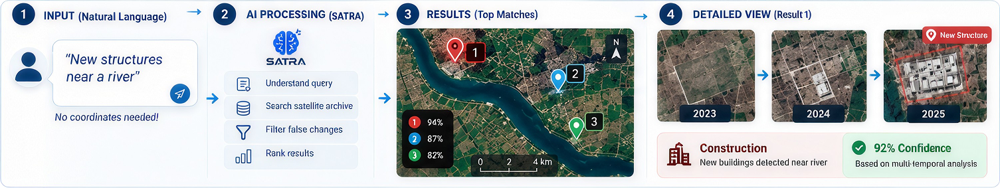 1 INPUT (Natural Language)
"New structures
near a river"
No coordinates needed!
2 AI PROCESSING (SATRA)
SATRA
Understand query
Search satellite archive
Filter false changes
Rank results
3 RESULTS (Top Matches)
1
2
3
N
1 94%
2 87%
3 82%
0 2 4 km
4 DETAILED VIEW (Result 1)
New Structure
2023
2024
2025
Construction
New buildings detected near river
92% Confidence
Based on multi-temporal analysis